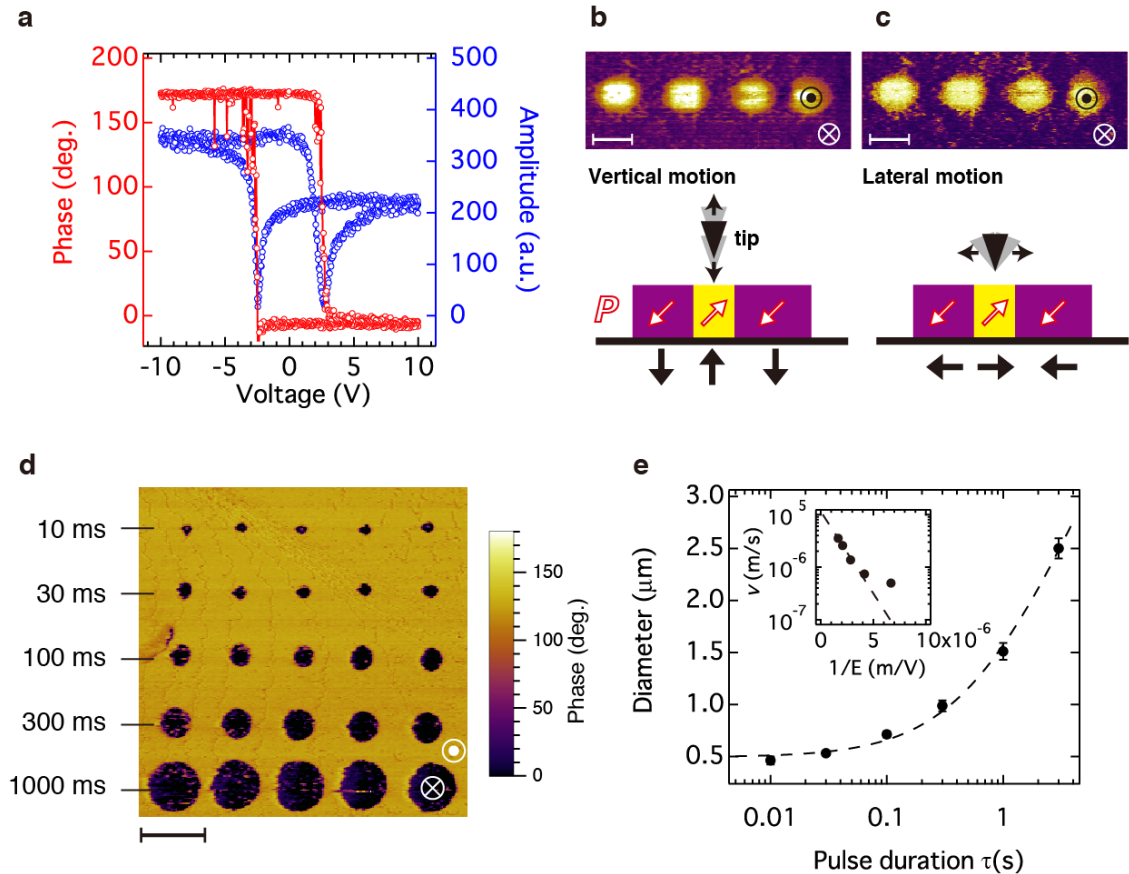 a
200
150
100
50
0
Phase (deg.)
-10
-5
0
5
10
Voltage (V)
500
400
300
200
100
0
Amplitude (a.u.)
b
Vertical motion
tip
P
c
Lateral motion
d
10 ms
30 ms
100 ms
300 ms
1000 ms
150
100
50
0
Phase (deg.)
e
3.0
2.5
2.0
1.5
1.0
0.5
Diameter (μm)
0.01
0.1
1
Pulse duration τ(s)
10⁻⁵
10⁻⁶
10⁻⁷
v (m/s)
0
5
10x10⁻⁶
1/E (m/V)